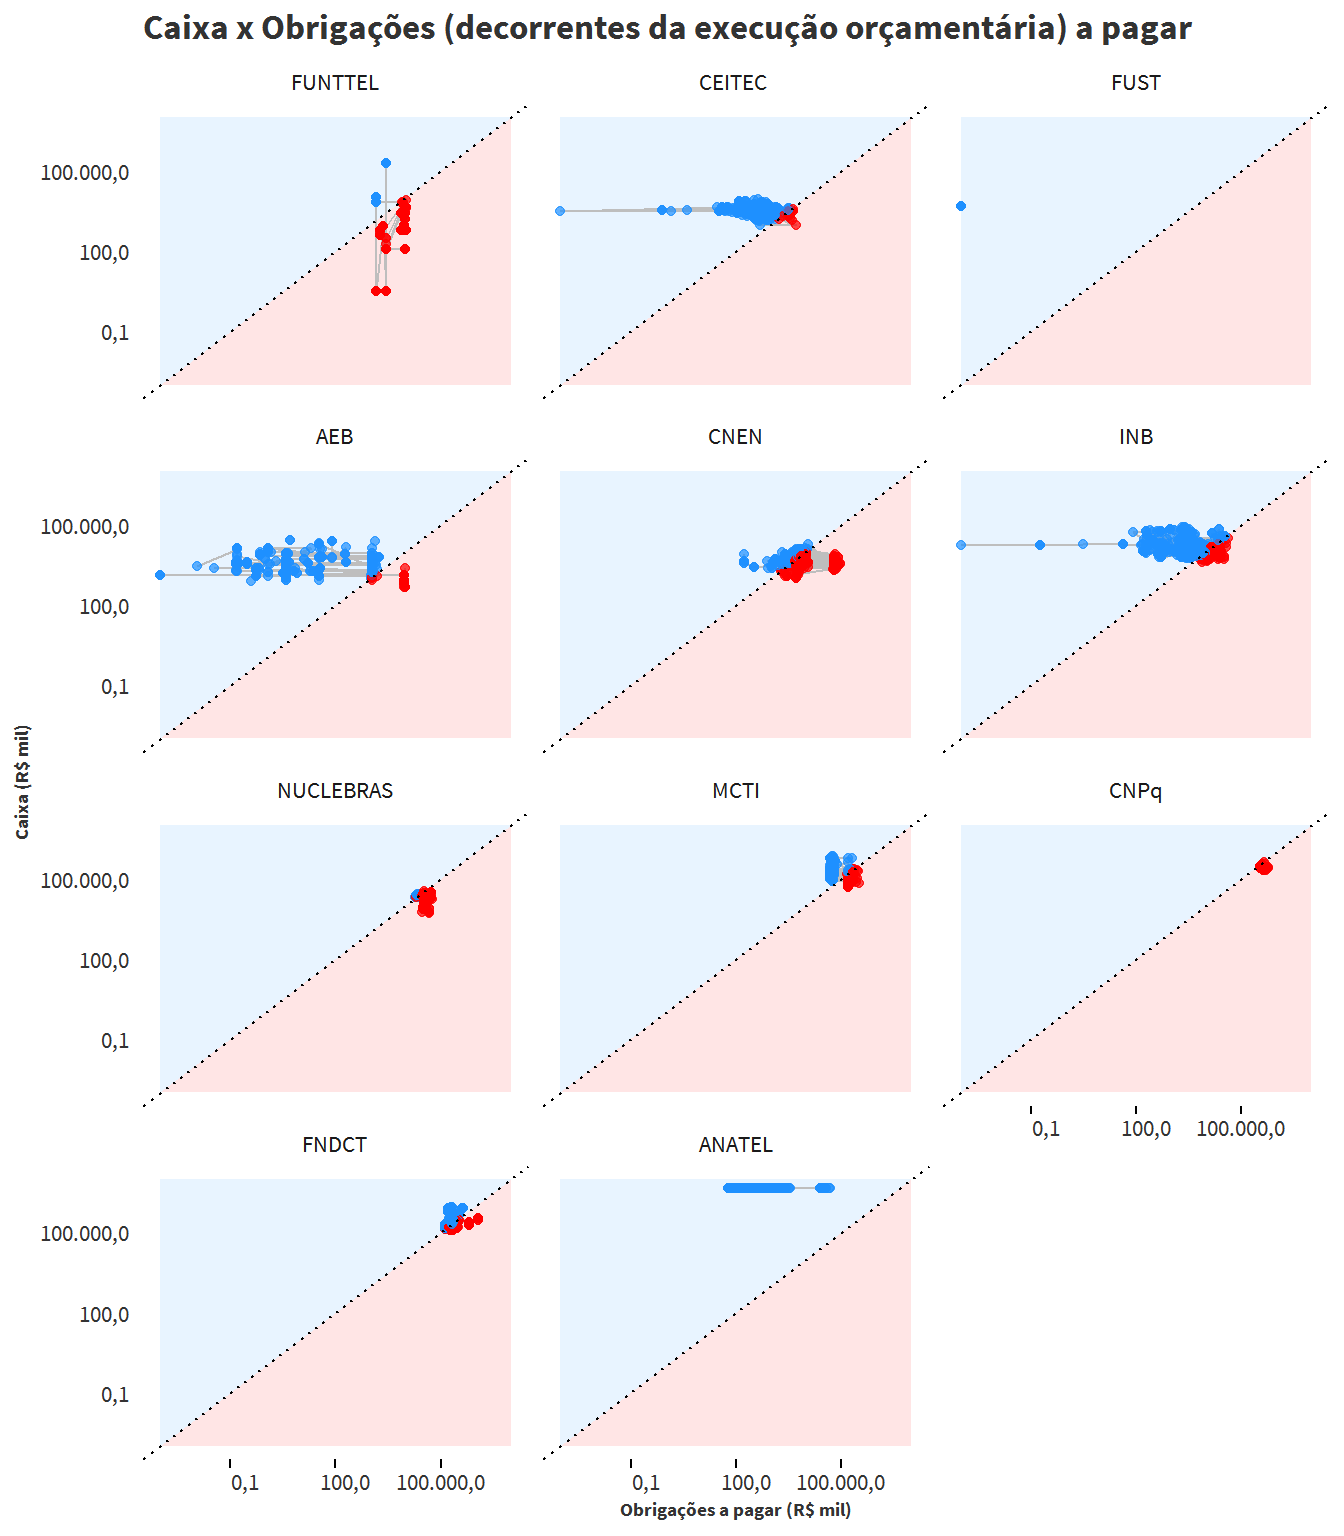 Caixa x Obrigações (decorrentes da execução orçamentária) a pagar
FUNTTEL
CEITEC
FUST
100.000,0
100,0
0,1
AEB
CNEN
INB
100.000,0
100,0
0,1
Caixa (R$ mil)
NUCLEBRAS
MCTI
CNPq
100.000,0
100,0
0,1
0,1 100,0 100.000,0
FNDCT
ANATEL
100.000,0
100,0
0,1
0,1 100,0 100.000,0
0,1 100,0 100.000,0
Obrigações a pagar (R$ mil)